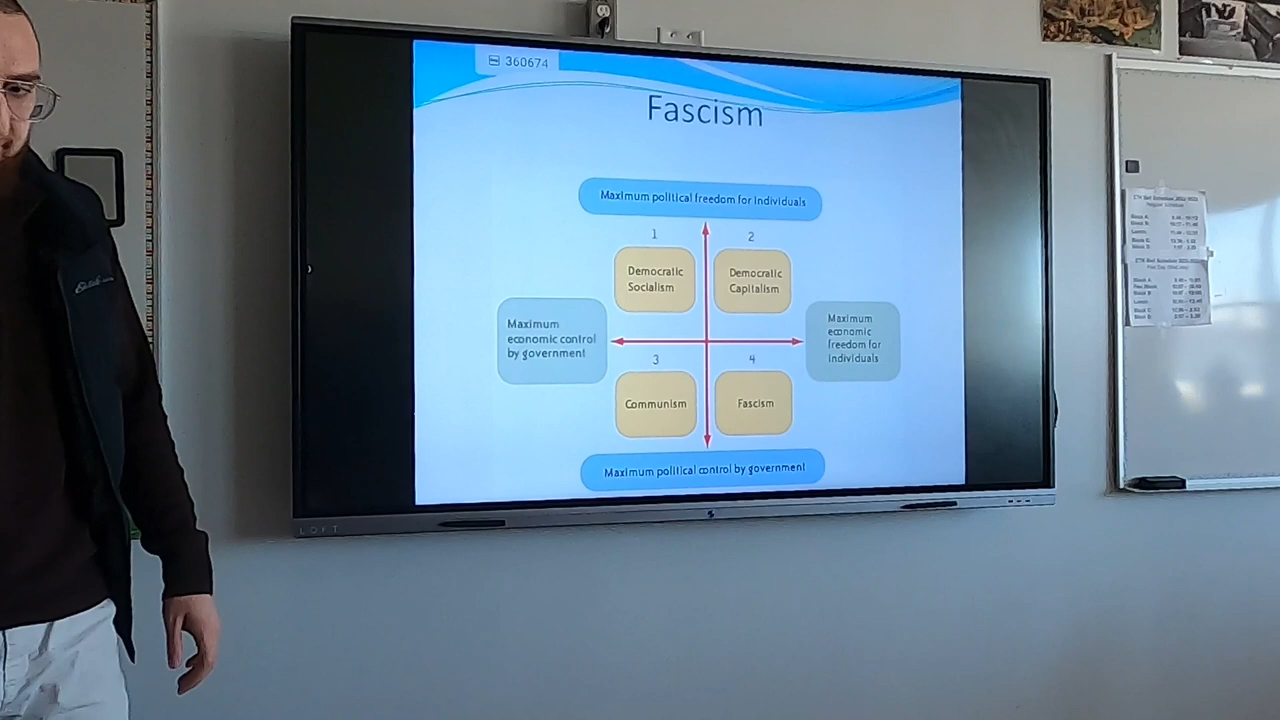 360674
Fascism
Maximum political freedom for individuals
1
2
Democratic
Socialism
Democratic
Capitalism
Maximum
economic control
by government
Maximum
economic
freedom for
individuals
3
4
Communism
Fascism
Maximum political control by government
LOFT